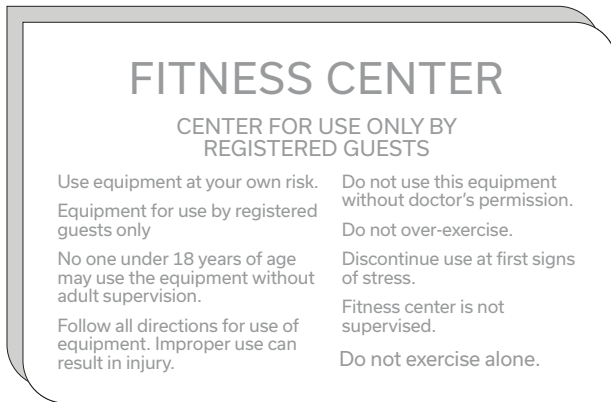 FITNESS CENTER
CENTER FOR USE ONLY BY
REGISTERED GUESTS
Use equipment at your own risk.
Equipment for use by registered
guests only
No one under 18 years of age
may use the equipment without
adult supervision.
Follow all directions for use of
equipment. Improper use can
result in injury.
Do not use this equipment
without doctor's permission.
Do not over-exercise.
Discontinue use at first signs
of stress.
Fitness center is not
supervised.
Do not exercise alone.